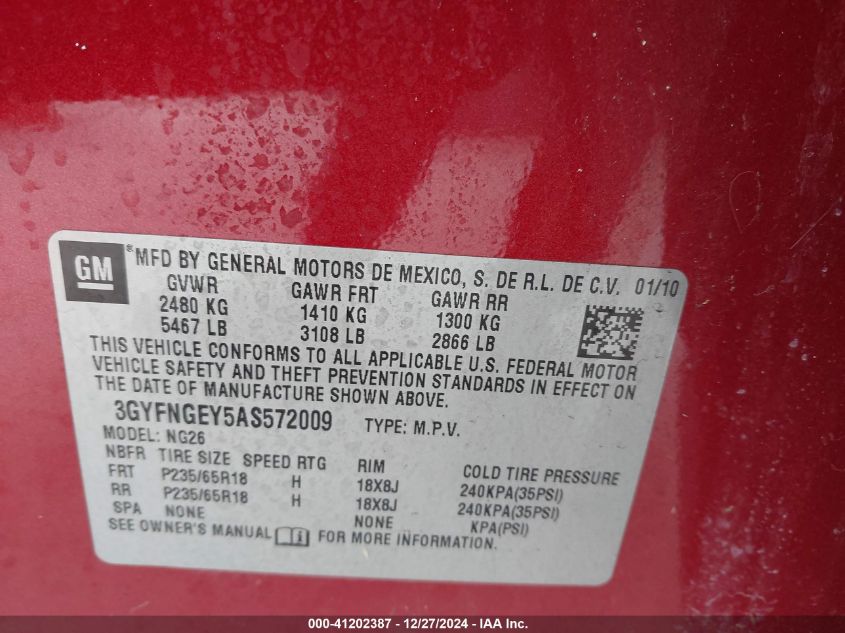 GM
® MFD BY GENERAL MOTORS DE MEXICO, S. DE R.L. DE C.V. 01/10
GVWR GAWR FRT GAWR RR
2480 KG 1410 KG 1300 KG
5467 LB 3108 LB 2866 LB
THIS VEHICLE CONFORMS TO ALL APPLICABLE U.S. FEDERAL MOTOR
VEHICLE SAFETY AND THEFT PREVENTION STANDARDS IN EFFECT ON
THE DATE OF MANUFACTURE SHOWN ABOVE.
3GYFNGEY5AS572009 TYPE: M.P.V.
MODEL: NG26
NBFR TIRE SIZE SPEED RTG RIM COLD TIRE PRESSURE
FRT P235/65R18 H 18X8J 240KPA(35PSI)
RR P235/65R18 H 18X8J 240KPA(35PSI)
SPA NONE NONE KPA(PSI)
SEE OWNER'S MANUAL i FOR MORE INFORMATION.
000-41202387 - 12/27/2024 - IAA Inc.